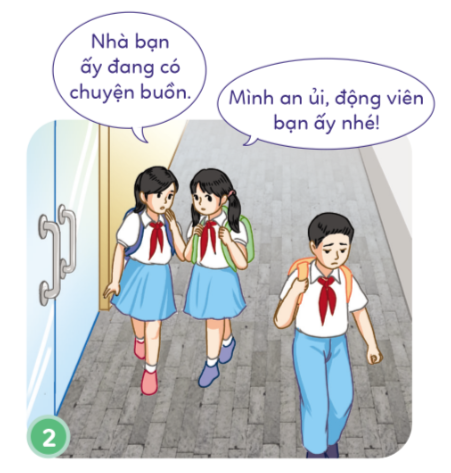 Nhà bạn
ấy đang có
chuyện buồn.
Mình an ủi, động viên
bạn ấy nhé!
2